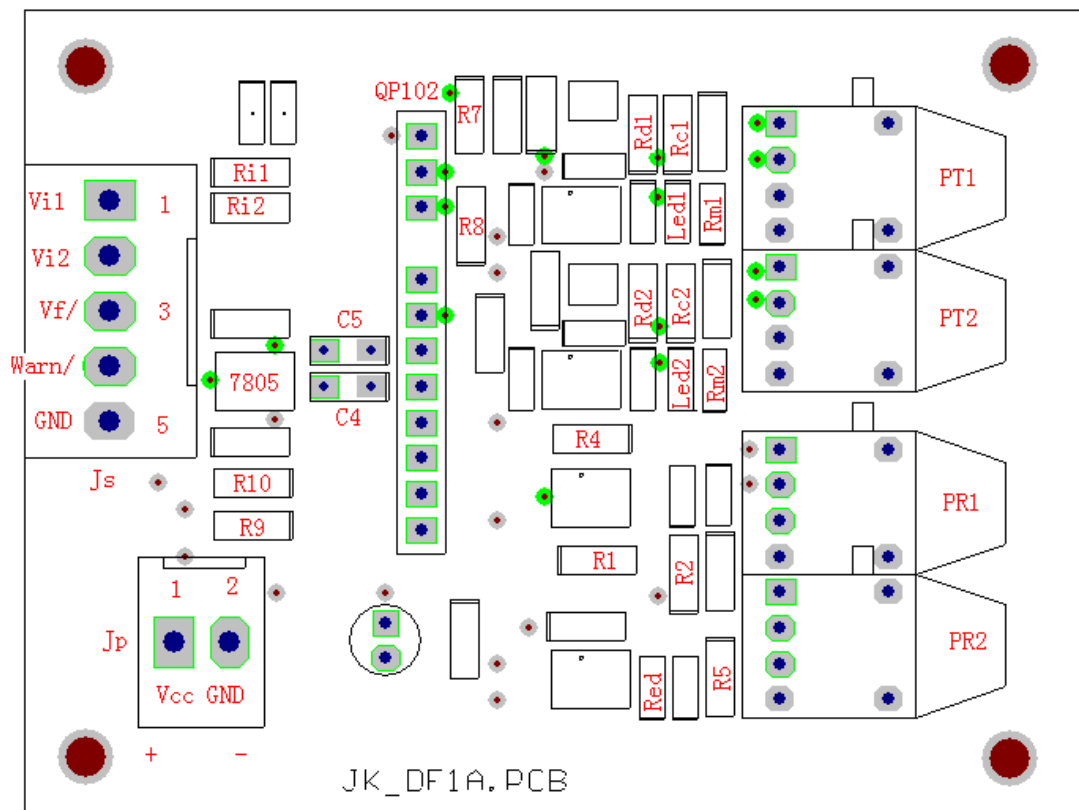 QP102
R7
Rd1
Rc1
Ri1
PT1
Vi1
1
Ri2
R8
Led1
Rm1
Vi2
Vf/
3
C5
Rd2
Rc2
PT2
Warn/
7805
Led2
Rm2
C4
GND
5
R4
Js
R10
PR1
R9
R1
R2
1
2
Jp
PR2
Red
R5
Vcc GND
+
-
JK_DF1A.PCB